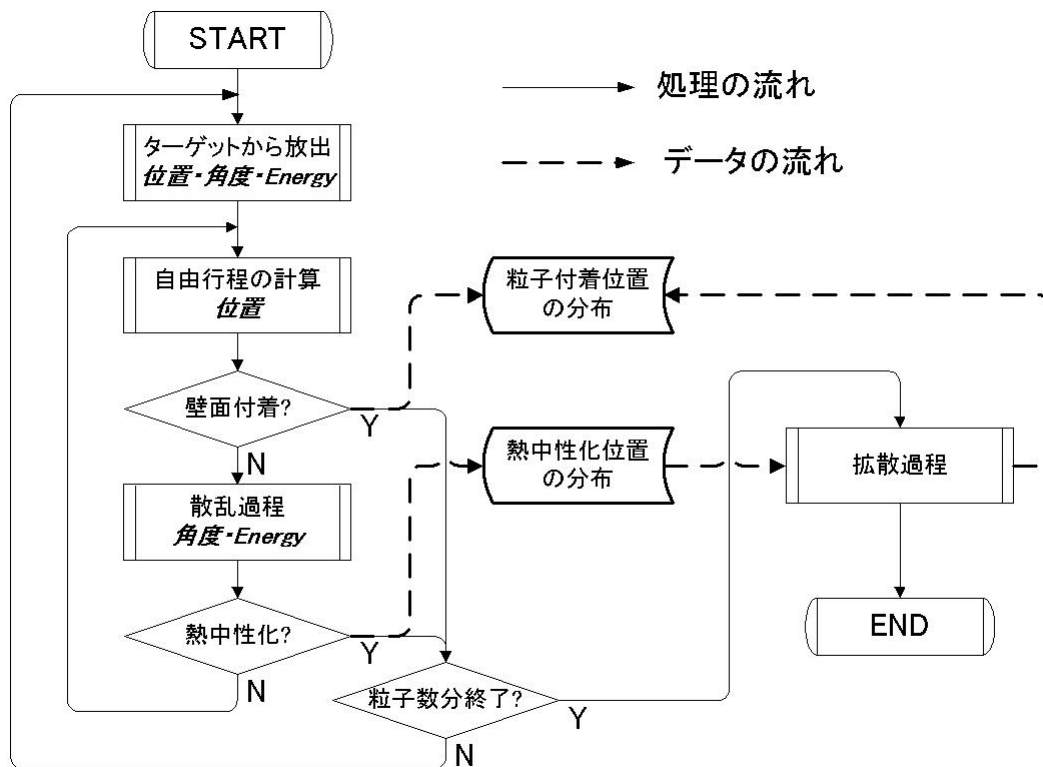 START
処理の流れ
データの流れ
ターゲットから放出
位置・角度・Energy
自由行程の計算
位置
粒子付着位置
の分布
壁面付着?
Y
N
熱中性化位置
の分布
拡散過程
散乱過程
角度・Energy
熱中性化?
Y
N
END
粒子数分終了?
Y
N